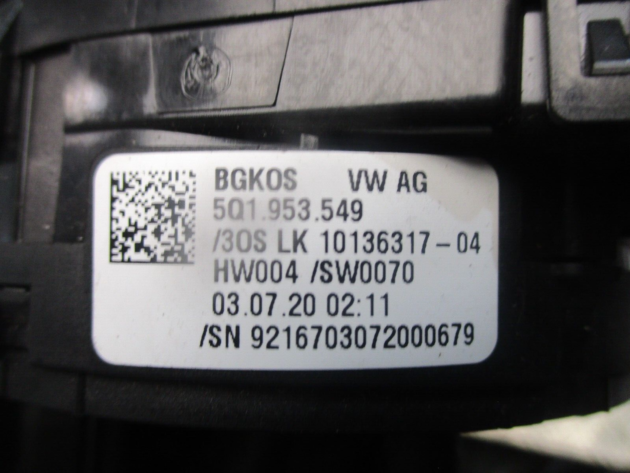 BGKOS VW AG
5Q1.953.549
/3OS LK 10136317-04
HW004 /SW0070
03.07.20 02:11
/SN 9216703072000679